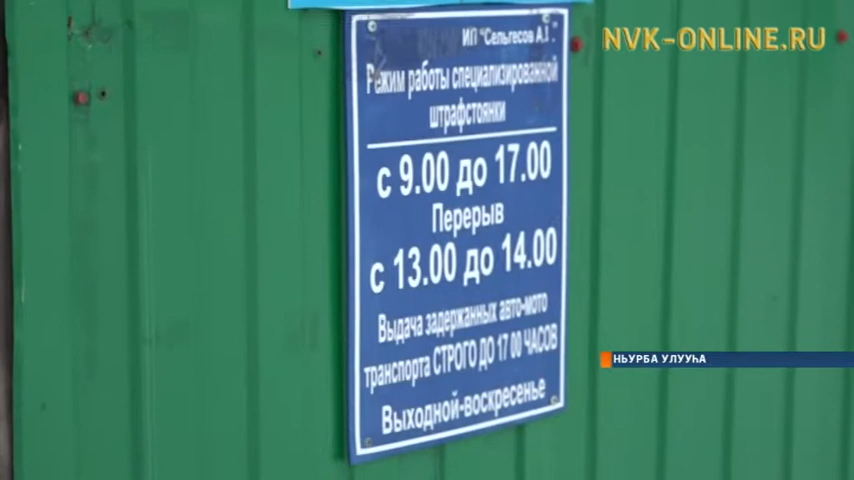 NVK-ONLINE.RU
ИП "Сельгесов А.Г."
Режим работы специализированной
штрафстоянки
с 9.00 до 17.00
Перерыв
с 13.00 до 14.00
Выдача задержанных авто-мото
транспорта СТРОГО ДО 17 00 ЧАСОВ
Выходной-воскресенье
НЬУРБА УЛУУҺА